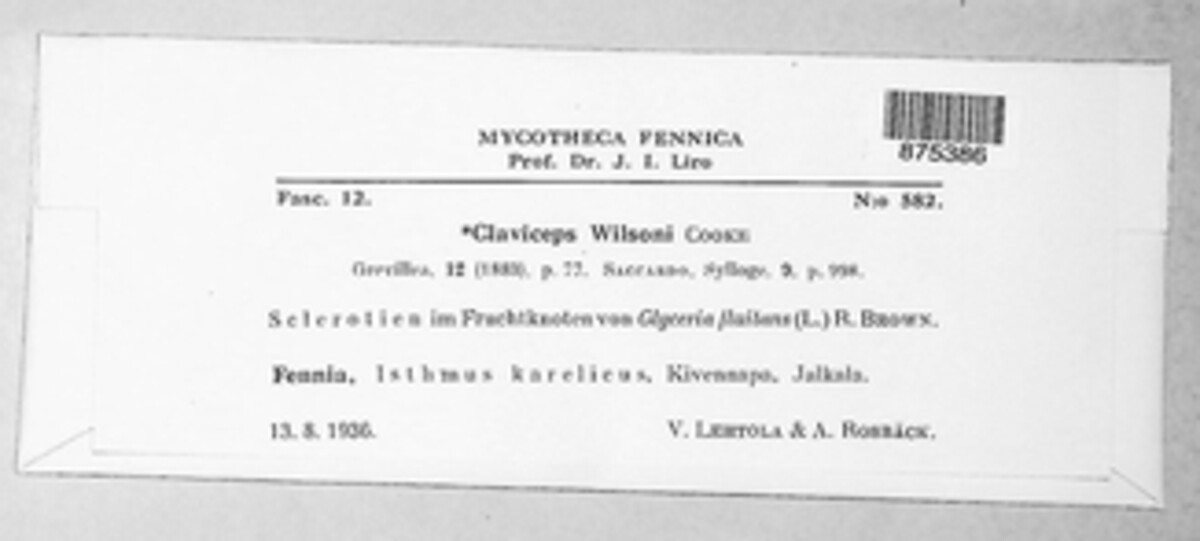 875386
MYCOTHECA FENNICA
Prof. Dr. J. I. Liro
Fasc. 12. N:o 582.
*Claviceps Wilsoni COOKE
Grevillea, 12 (1883), p. 77. SACCARDO, Sylloge, 9, p. 998.
Sclerotien im Fruchtknoten von Glyceria fluitans (L.) R. BROWN.
Fennia, Isthmus karelicus, Kivennapa, Jalkala.
13. 8. 1936. V. LEHTOLA & A.